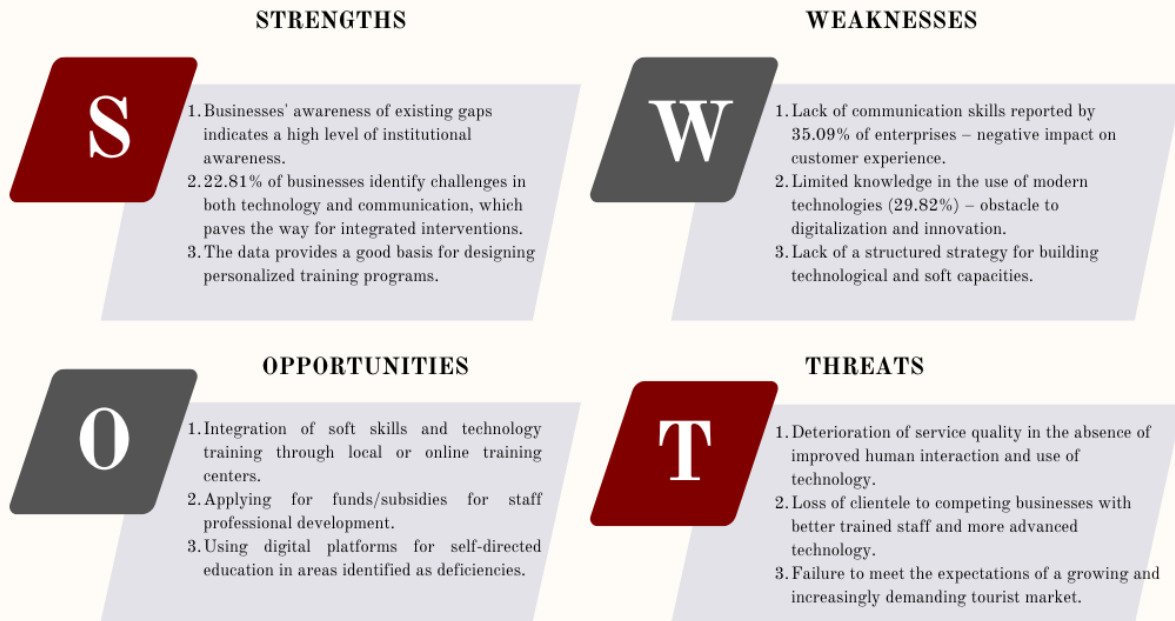 STRENGTHS
S
1. Businesses' awareness of existing gaps
indicates a high level of institutional
awareness.
2. 22.81% of businesses identify challenges in
both technology and communication, which
paves the way for integrated interventions.
3. The data provides a good basis for designing
personalized training programs.
WEAKNESSES
W
1. Lack of communication skills reported by
35.09% of enterprises – negative impact on
customer experience.
2. Limited knowledge in the use of modern
technologies (29.82%) – obstacle to
digitalization and innovation.
3. Lack of a structured strategy for building
technological and soft capacities.
OPPORTUNITIES
O
1. Integration of soft skills and technology
training through local or online training
centers.
2. Applying for funds/subsidies for staff
professional development.
3. Using digital platforms for self-directed
education in areas identified as deficiencies.
THREATS
T
1. Deterioration of service quality in the absence of
improved human interaction and use of
technology.
2. Loss of clientele to competing businesses with
better trained staff and more advanced
technology.
3. Failure to meet the expectations of a growing and
increasingly demanding tourist market.